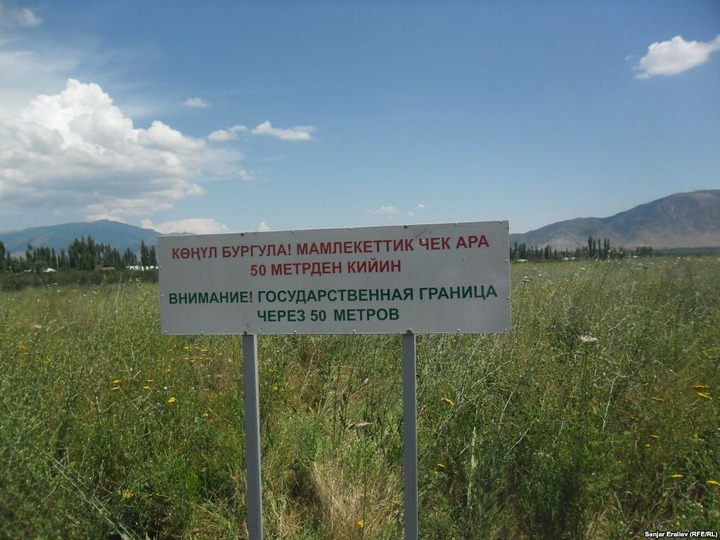 КӨҢҮЛ БУРГУЛА! МАМЛЕКЕТТИК ЧЕК АРА
50 МЕТРДЕН КИЙИН
ВНИМАНИЕ! ГОСУДАРСТВЕННАЯ ГРАНИЦА
ЧЕРЕЗ 50 МЕТРОВ
Sanjar Eraliev (RFE/RL)